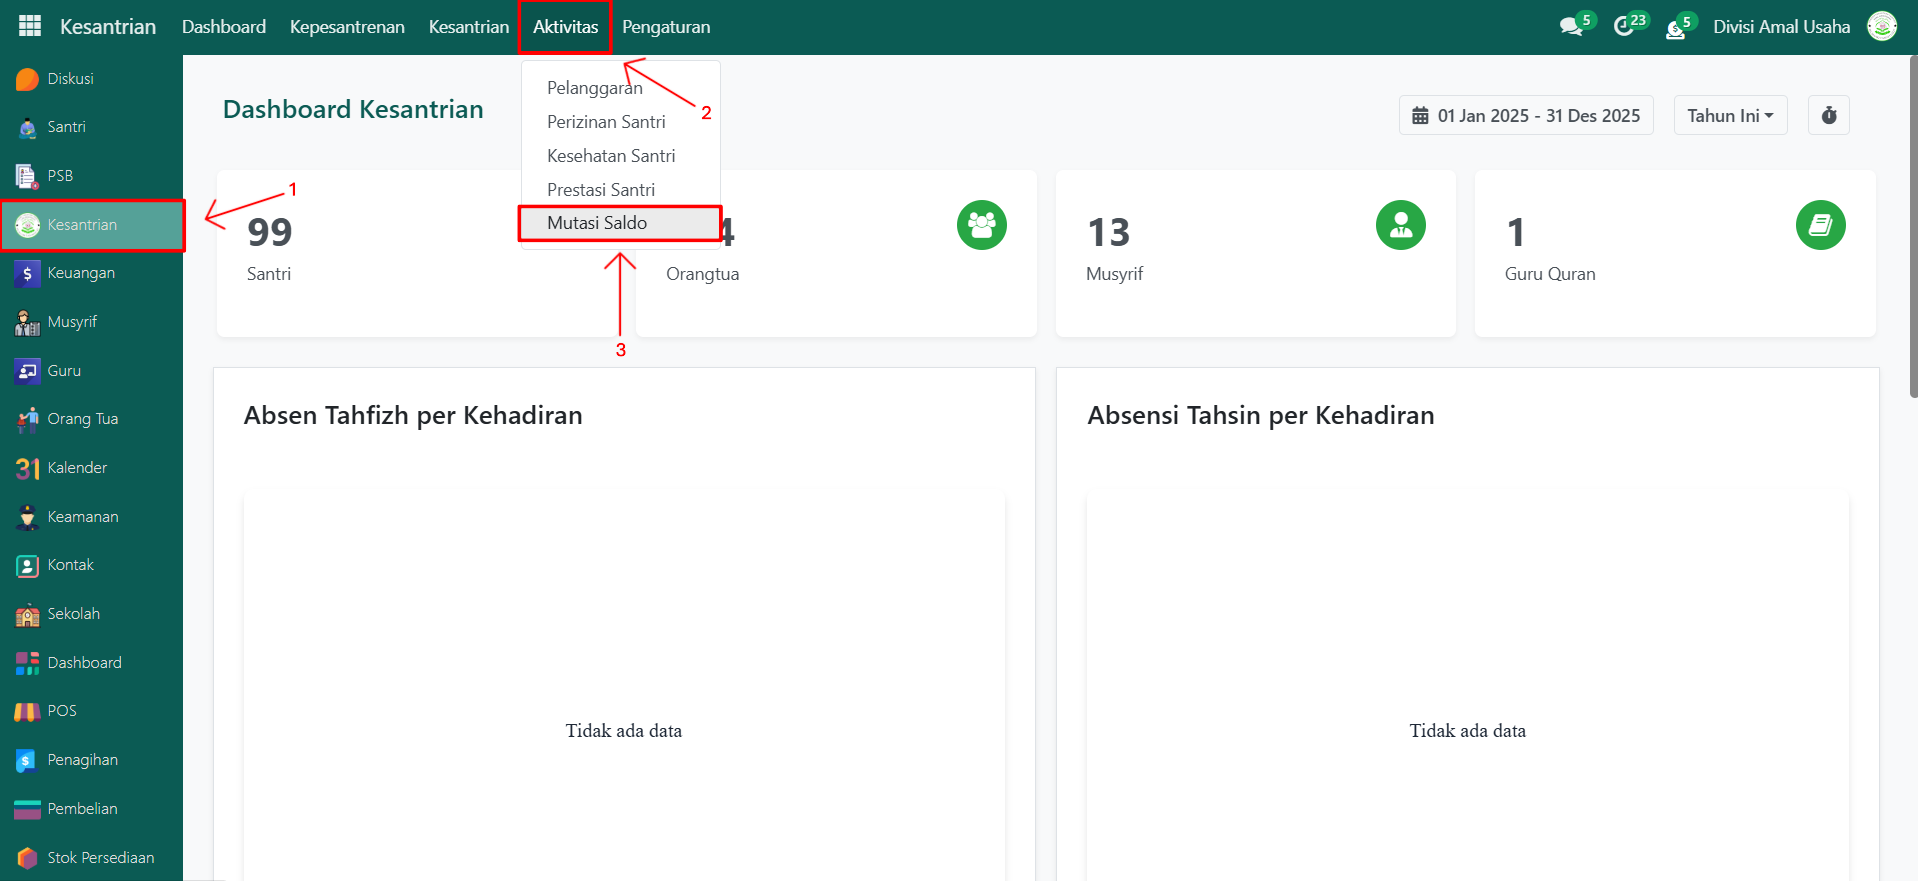 Kesantrian Dashboard Kepesantrenan Kesantrian Aktivitas Pengaturan 5 23 5 Divisi Amal Usaha
Diskusi
Santri
PSB
Kesantrian
Keuangan
Musyrif
Guru
Orang Tua
31 Kalender
Keamanan
Kontak
Sekolah
Dashboard
POS
Penagihan
Pembelian
Stok Persediaan
1
2
3
Pelanggaran
Perizinan Santri
Kesehatan Santri
Prestasi Santri
Mutasi Saldo
Dashboard Kesantrian
01 Jan 2025 - 31 Des 2025 Tahun Ini
99
Santri
4
Orangtua
13
Musyrif
1
Guru Quran
Absen Tahfizh per Kehadiran
Tidak ada data
Absensi Tahsin per Kehadiran
Tidak ada data